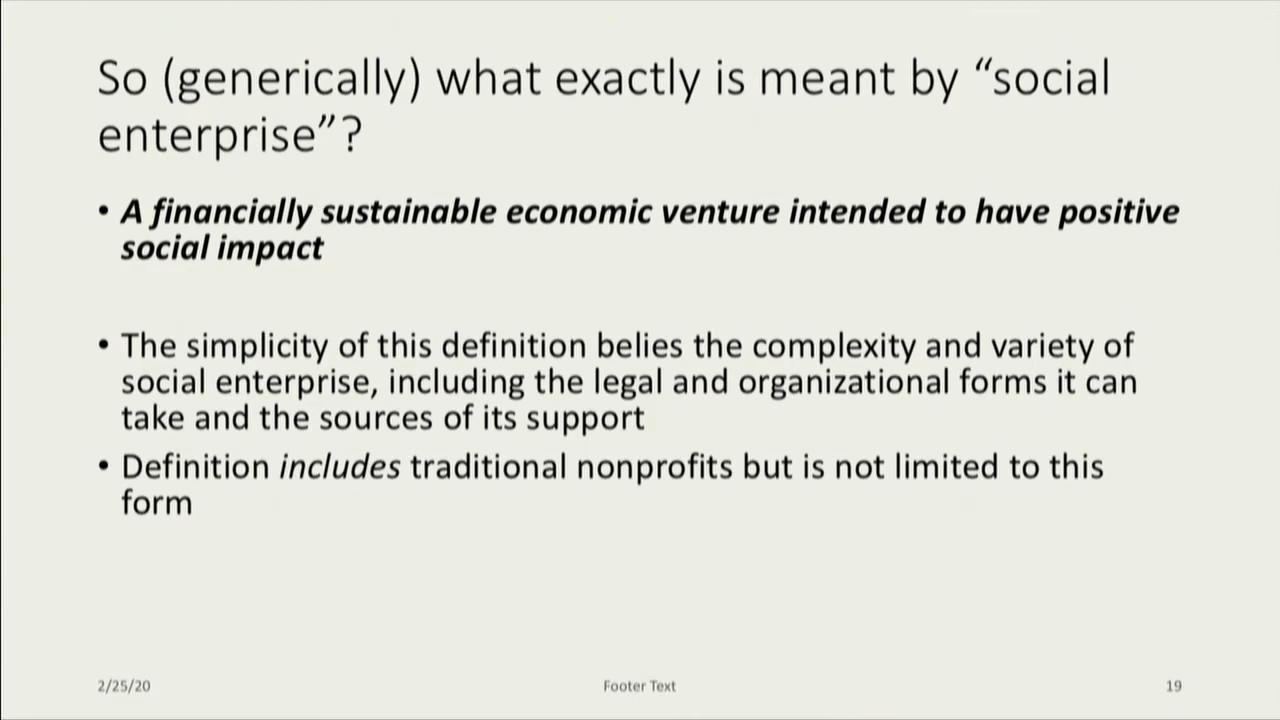 So (generically) what exactly is meant by “social
enterprise”?
• A financially sustainable economic venture intended to have positive
social impact
• The simplicity of this definition belies the complexity and variety of
social enterprise, including the legal and organizational forms it can
take and the sources of its support
• Definition includes traditional nonprofits but is not limited to this
form
2/25/20
Footer Text
19